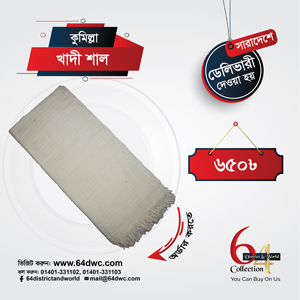 কুমিল্লা
খাদী শাল
সারাদেশে
ডেলিভারী
দেওয়া হয়
৬৫০৳
অর্ডার করতে
ভিজিট করুন: www.64dwc.com
কল করুন: 01401-331102, 01401-331103
64districtandworld mail@64dwc.com
64
District & World
Collection
You Can Buy On Us